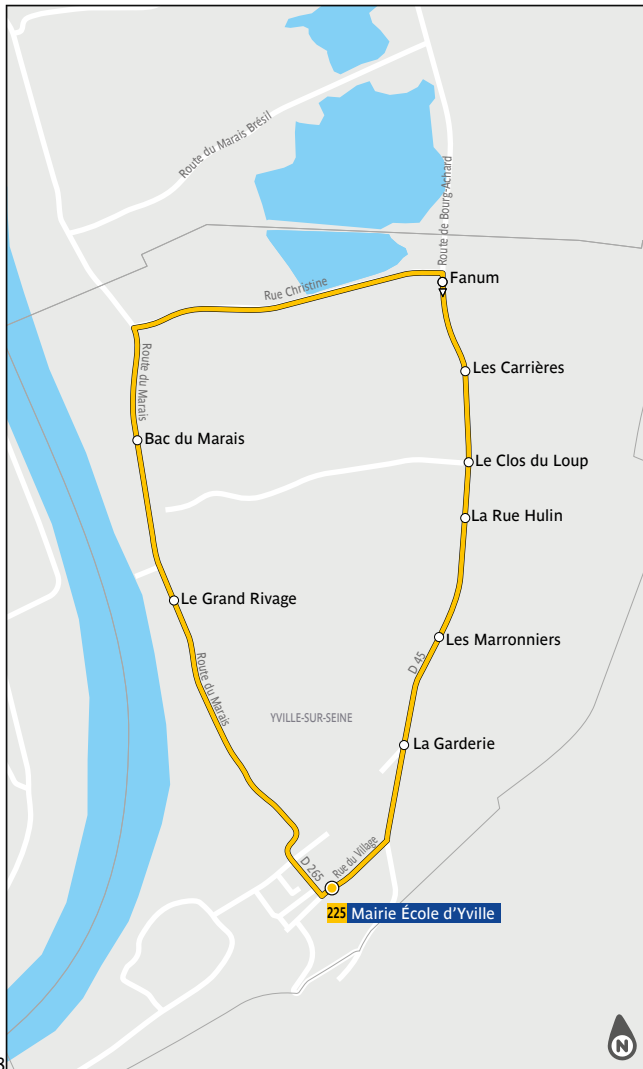 Route du Marais Brésil
Route de Bourg-Achard
Fanum
Rue Christine
Les Carrières
Route du Marais
Bac du Marais
Le Clos du Loup
La Rue Hulin
Le Grand Rivage
Les Marronniers
D 45
Route du Marais
YVILLE-SUR-SEINE
La Garderie
Rue du Village
D 265
225 Mairie École d'Yville
N